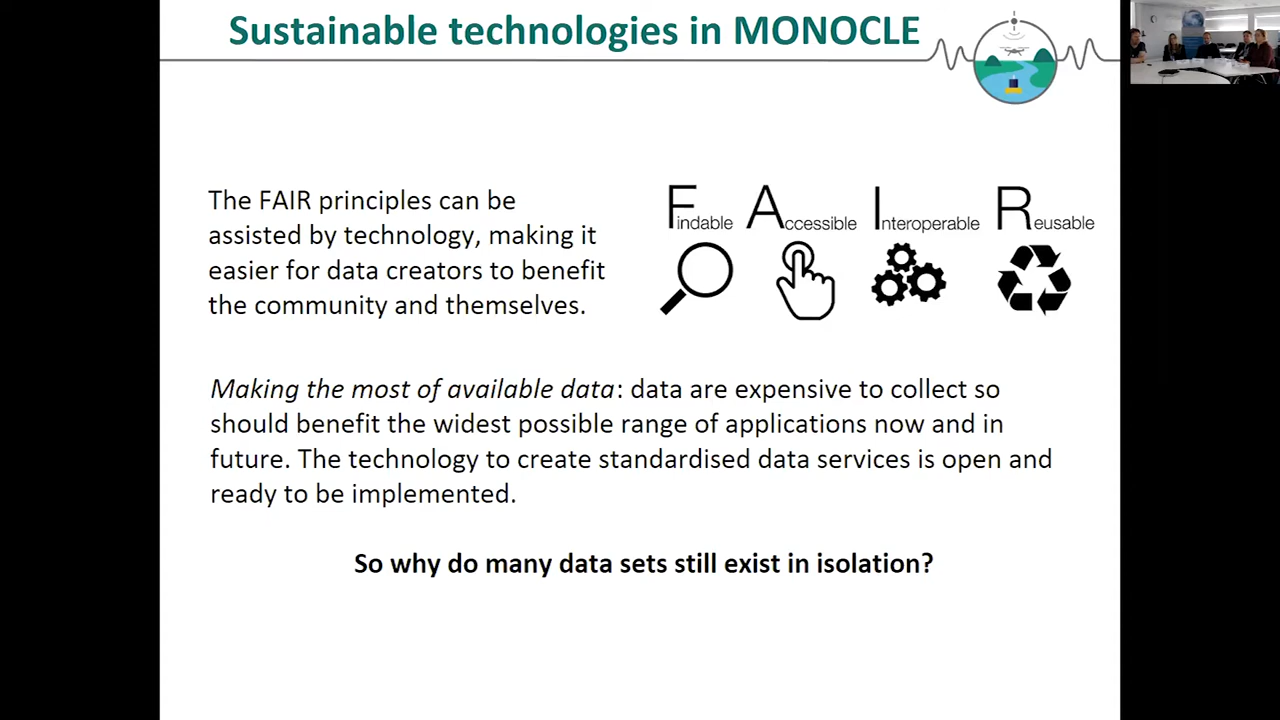 Sustainable technologies in MONOCLE
The FAIR principles can be
assisted by technology, making it
easier for data creators to benefit
the community and themselves.
Findable Accessible Interoperable Reusable
Making the most of available data: data are expensive to collect so
should benefit the widest possible range of applications now and in
future. The technology to create standardised data services is open and
ready to be implemented.
So why do many data sets still exist in isolation?